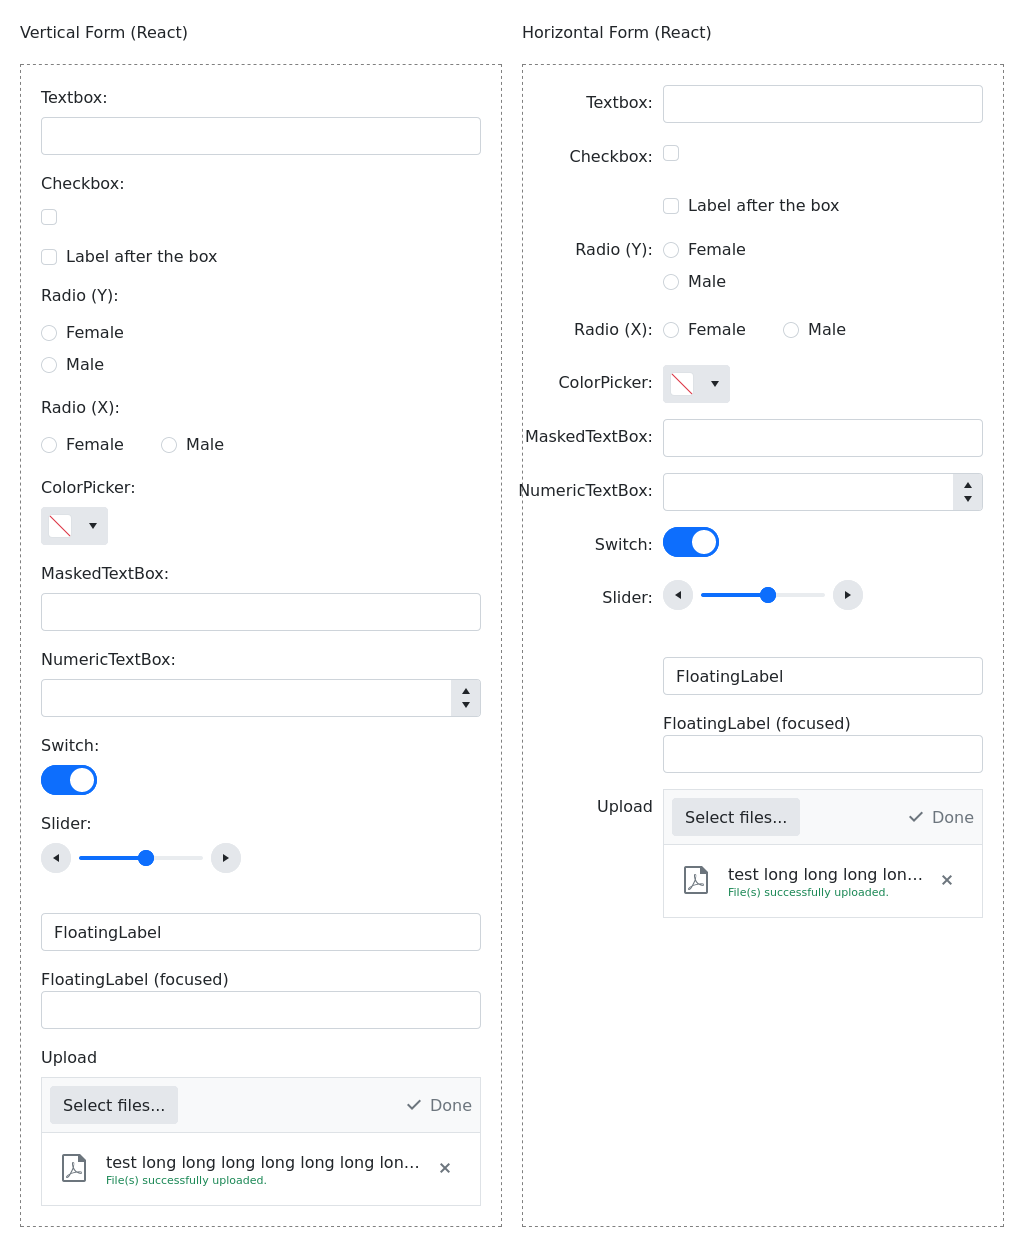 Vertical Form (React)
Textbox:
Checkbox:
Label after the box
Radio (Y):
Female
Male
Radio (X):
Female Male
ColorPicker:
MaskedTextBox:
NumericTextBox:
Switch:
Slider:
FloatingLabel
FloatingLabel (focused)
Upload
Select files... Done
test long long long long long long lon...
File(s) successfully uploaded.
Horizontal Form (React)
Textbox:
Checkbox:
Label after the box
Radio (Y): Female
Male
Radio (X): Female Male
ColorPicker:
MaskedTextBox:
NumericTextBox:
Switch:
Slider:
FloatingLabel
FloatingLabel (focused)
Upload Select files... Done
test long long long lon...
File(s) successfully uploaded.